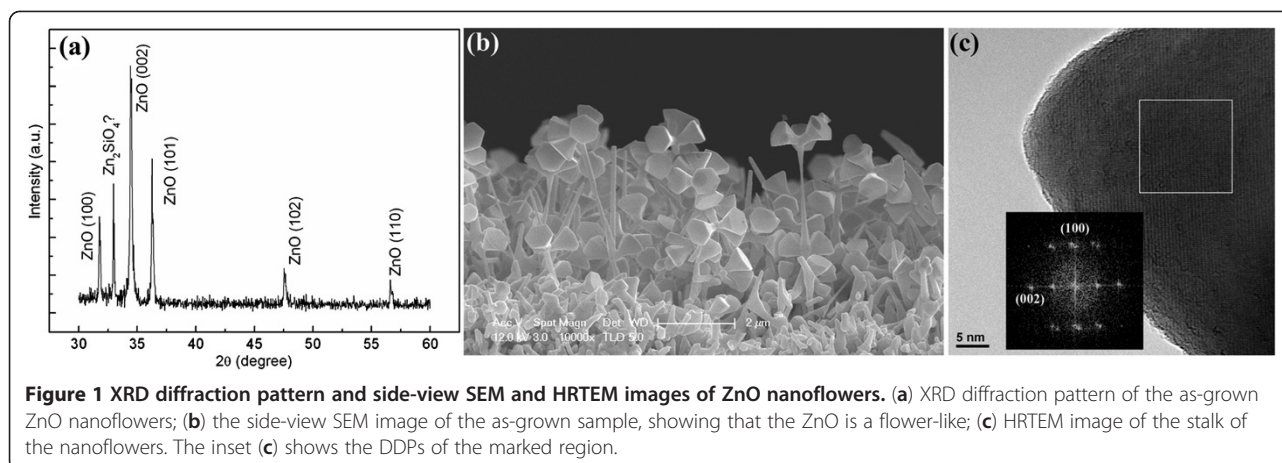 (a)
ZnO (100)
Zn₂SiO₄?
ZnO (002)
ZnO (101)
ZnO (102)
ZnO (110)
Intensity (a.u.)
30 35 40 45 50 55 60
2θ (degree)
(b)
Acc.V Spot Magn Det WD
12.0 kV 3.0 10000x TLD 5.0
2 μm
(c)
(100)
(002)
5 nm
Figure 1 XRD diffraction pattern and side-view SEM and HRTEM images of ZnO nanoflowers. (a) XRD diffraction pattern of the as-grown
ZnO nanoflowers; (b) the side-view SEM image of the as-grown sample, showing that the ZnO is a flower-like; (c) HRTEM image of the stalk of
the nanoflowers. The inset (c) shows the DDPs of the marked region.